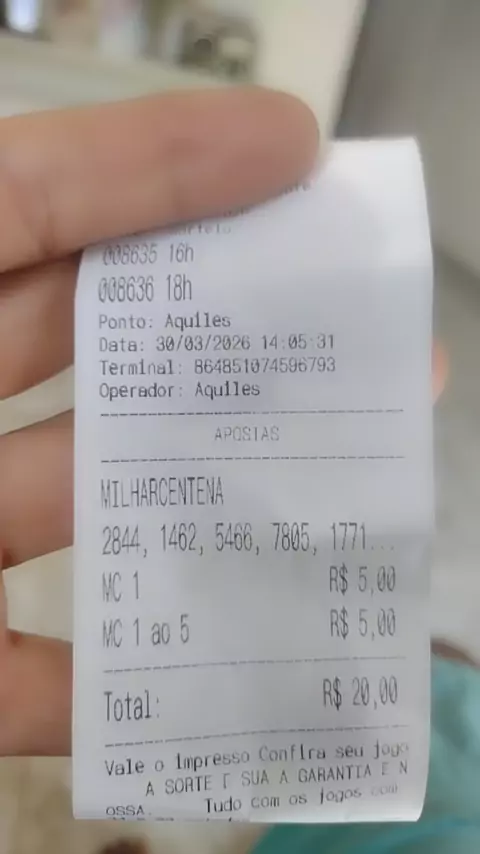 008635 16h
008636 18h
Ponto: Aquiles
Data: 30/03/2026 14:05:31
Terminal: 864851074596793
Operador: Aquiles
APOSTAS
MILHARCENTENA
2844, 1462, 5466, 7805, 1771...
MC 1 R$ 5,00
MC 1 ao 5 R$ 5,00
Total: R$ 20,00
Vale o impresso Confira seu jogo
A SORTE E SUA A GARANTIA E N
OSSA. Tudo com os jogos com